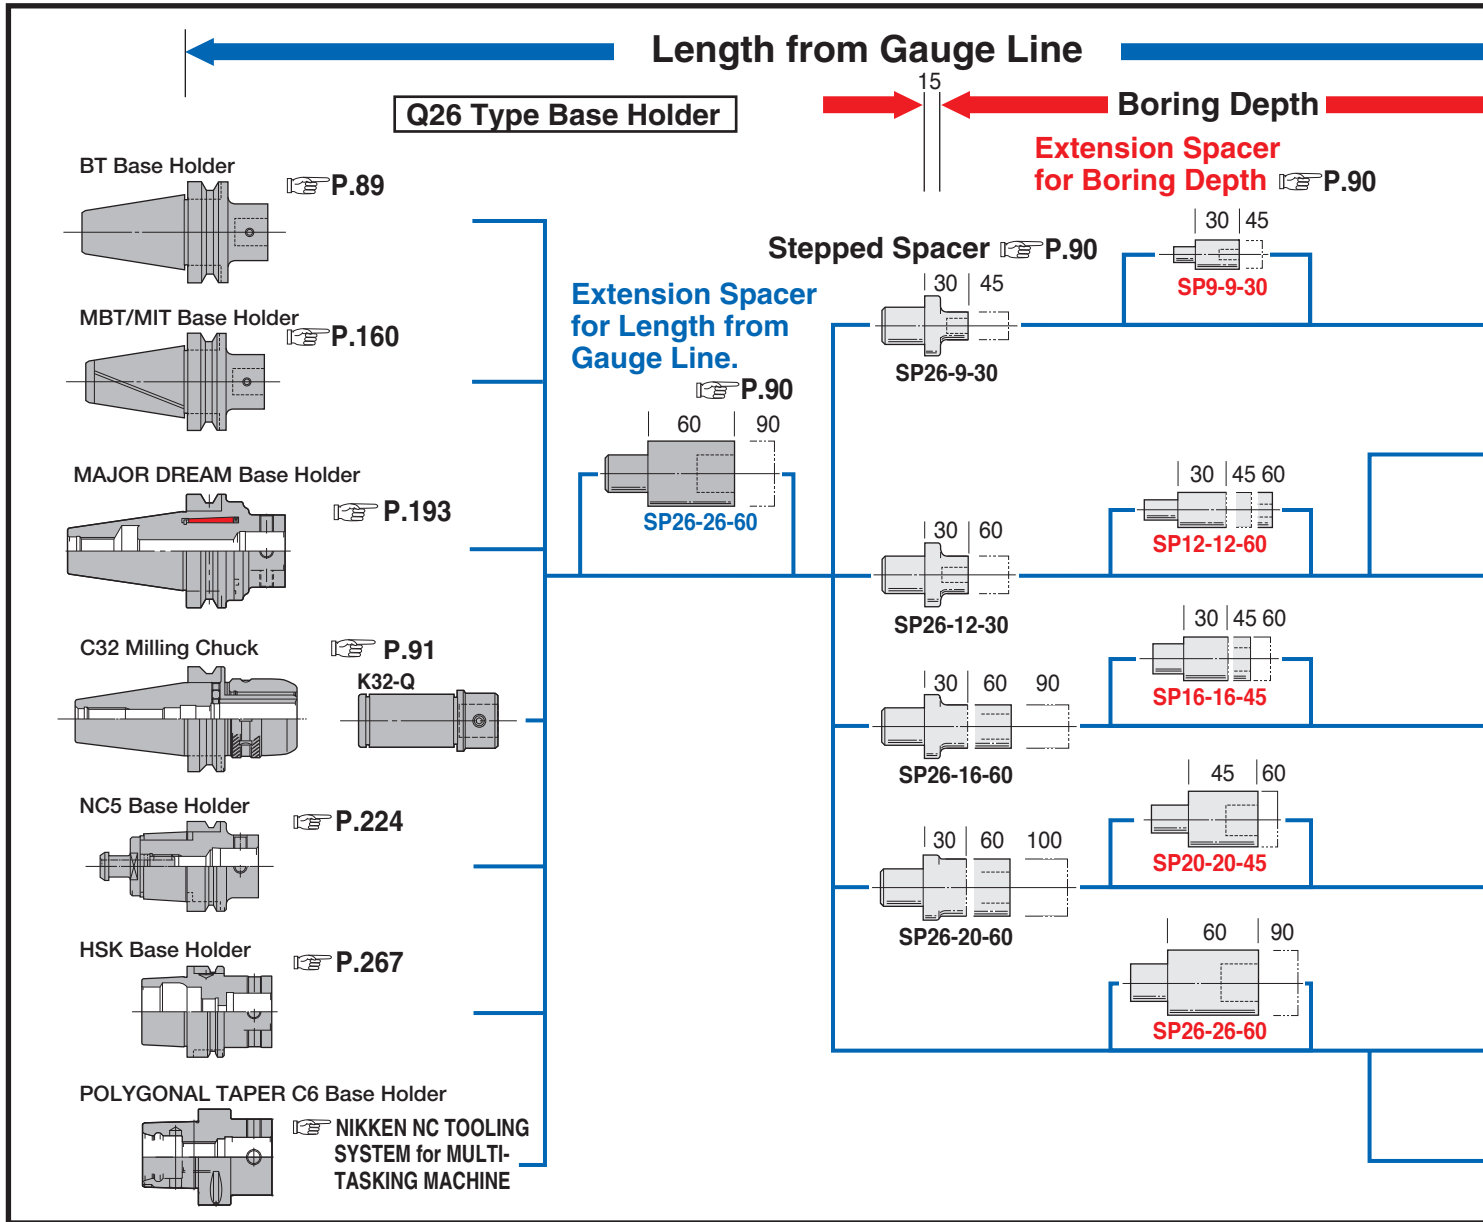 Length from Gauge Line
15
Q26 Type Base Holder
Boring Depth
Extension Spacer
for Boring Depth P.90
BT Base Holder
P.89
30 45
SP9-9-30
Stepped Spacer P.90
30 45
SP26-9-30
Extension Spacer
for Length from
Gauge Line.
P.90
60 90
SP26-26-60
MBT/MIT Base Holder
P.160
MAJOR DREAM Base Holder
P.193
30 45 60
SP12-12-60
30 60
SP26-12-30
C32 Milling Chuck
P.91
K32-Q
30 45 60
SP16-16-45
30 60 90
SP26-16-60
NC5 Base Holder
P.224
45 60
SP20-20-45
30 60 100
SP26-20-60
HSK Base Holder
P.267
60 90
SP26-26-60
POLYGONAL TAPER C6 Base Holder
NIKKEN NC TOOLING
SYSTEM for MULTI-
TASKING MACHINE